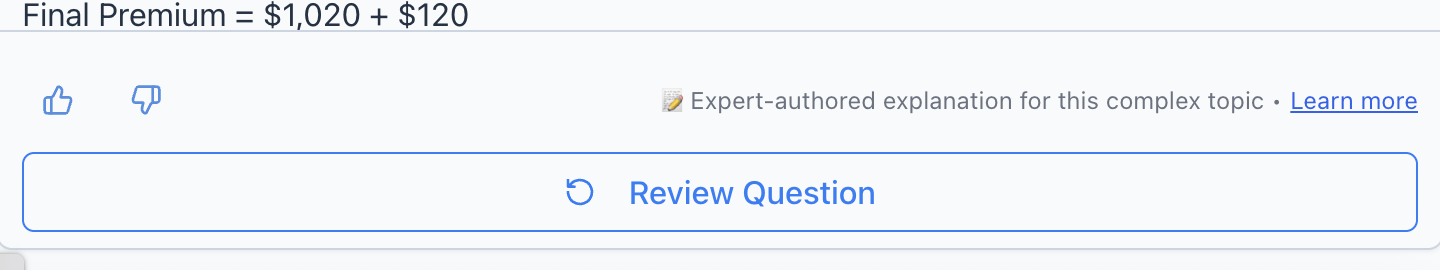 Final Premium = $1,020 + $120
📝 Expert-authored explanation for this complex topic • Learn more
Review Question